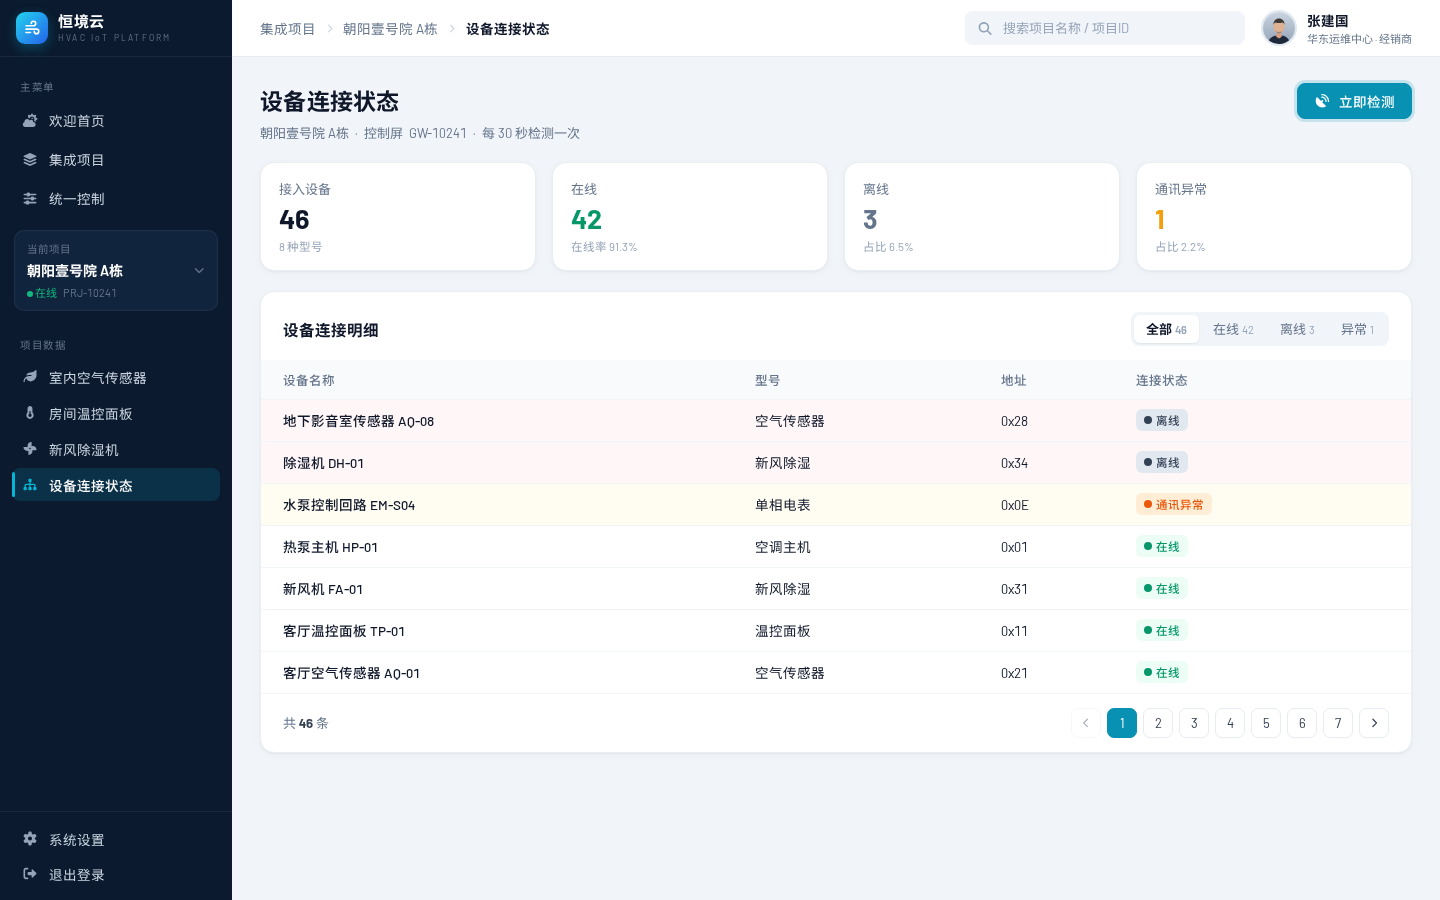 恒境云
HVAC IoT PLATFORM
主菜单
欢迎首页
集成项目
统一控制
当前项目
朝阳壹号院 A栋
在线 PRJ-10241
项目数据
室内空气传感器
房间温控面板
新风除湿机
设备连接状态
系统设置
退出登录
集成项目 朝阳壹号院 A栋 设备连接状态
搜索项目名称 / 项目ID
张建国
华东运维中心 · 经销商
设备连接状态
朝阳壹号院 A栋 · 控制屏 GW-10241 · 每 30 秒检测一次
立即检测
接入设备
46
8 种型号
在线
42
在线率 91.3%
离线
3
占比 6.5%
通讯异常
1
占比 2.2%
设备连接明细
全部 46 在线 42 离线 3 异常 1
设备名称 型号 地址 连接状态
地下影音室传感器 AQ-08 空气传感器 0x28 离线
除湿机 DH-01 新风除湿 0x34 离线
水泵控制回路 EM-S04 单相电表 0x0E 通讯异常
热泵主机 HP-01 空调主机 0x01 在线
新风机 FA-01 新风除湿 0x31 在线
客厅温控面板 TP-01 温控面板 0x11 在线
客厅空气传感器 AQ-01 空气传感器 0x21 在线
共 46 条
1 2 3 4 5 6 7